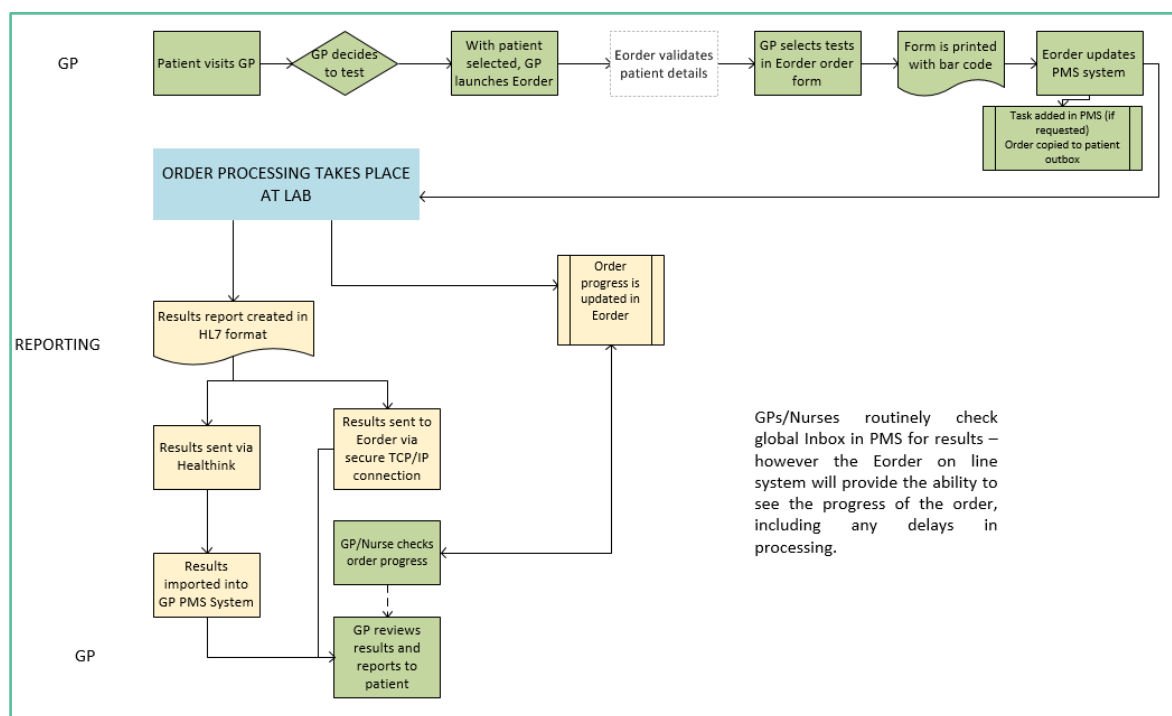 GP
Patient visits GP
GP decides
to test
With patient
selected, GP
launches Eorder
Eorder validates
patient details
GP selects tests
in Eorder order
form
Form is printed
with bar code
Eorder updates
PMS system
Task added in PMS (if
requested)
Order copied to patient
outbox
ORDER PROCESSING TAKES PLACE
AT LAB
Order
progress is
updated in
Eorder
Results report created in
HL7 format
REPORTING
Results sent via
Healthink
Results sent to
Eorder via
secure TCP/IP
connection
GPs/Nurses routinely check
global Inbox in PMS for results –
however the Eorder on line
system will provide the ability to
see the progress of the order,
including any delays in
processing.
GP/Nurse checks
order progress
Results
imported into
GP PMS System
GP reviews
results and
reports to
patient
GP